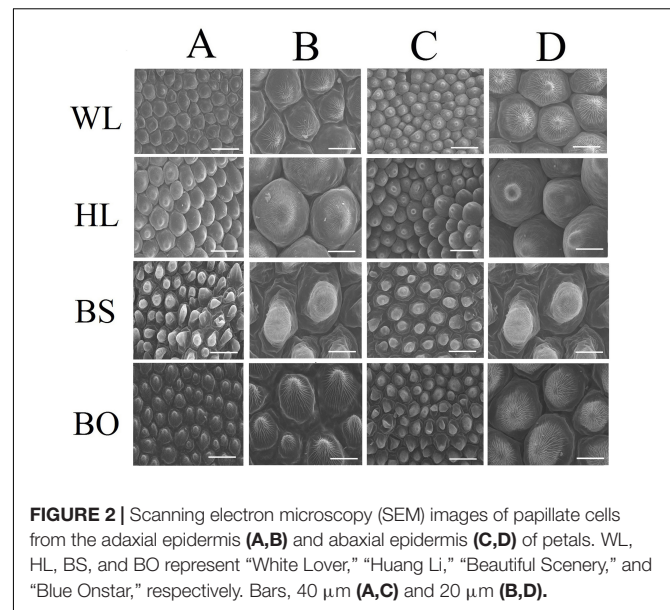 A B C D
WL
HL
BS
BO
FIGURE 2 | Scanning electron microscopy (SEM) images of papillate cells
from the adaxial epidermis (A,B) and abaxial epidermis (C,D) of petals. WL,
HL, BS, and BO represent “White Lover,” “Huang Li,” “Beautiful Scenery,” and
“Blue Onstar,” respectively. Bars, 40 μm (A,C) and 20 μm (B,D).